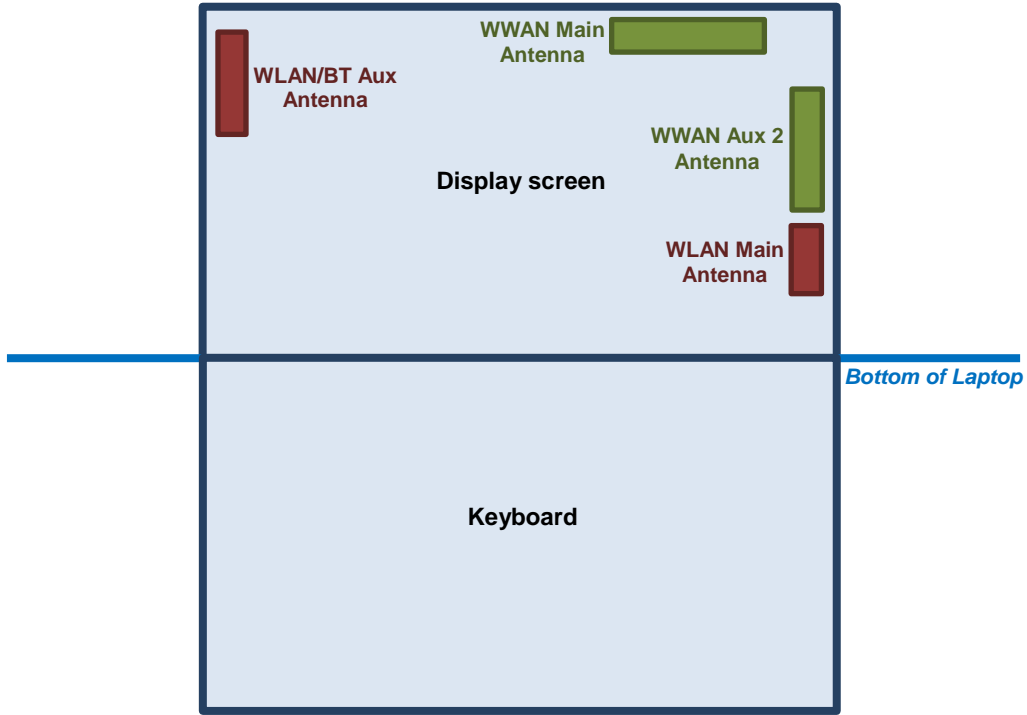 WWAN Main
Antenna
WLAN/BT Aux
Antenna
WWAN Aux 2
Antenna
Display screen
WLAN Main
Antenna
Bottom of Laptop
Keyboard